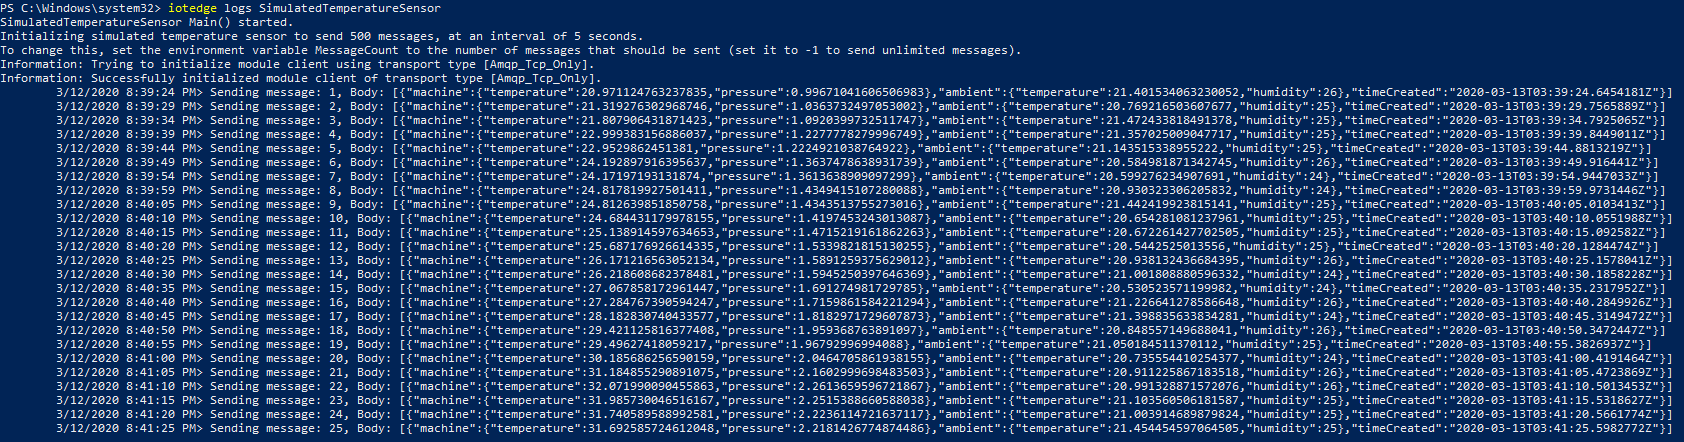 PS C:\Windows\system32> iotedge logs SimulatedTemperatureSensor
SimulatedTemperatureSensor Main() started.
Initializing simulated temperature sensor to send 500 messages, at an interval of 5 seconds.
To change this, set the environment variable MessageCount to the number of messages that should be sent (set it to -1 to send unlimited messages).
Information: Trying to initialize module client using transport type [Amqp_Tcp_Only].
Information: Successfully initialized module client of transport type [Amqp_Tcp_Only].
3/12/2020 8:39:24 PM> Sending message: 1, Body: [{"machine":{"temperature":20.971124763237835,"pressure":0.99671041606506983},"ambient":{"temperature":21.401534063230052,"humidity":26},"timeCreated":"2020-03-13T03:39:24.6454181Z"}]
3/12/2020 8:39:29 PM> Sending message: 2, Body: [{"machine":{"temperature":21.319276302968746,"pressure":1.0363732497053002},"ambient":{"temperature":20.769216503607677,"humidity":25},"timeCreated":"2020-03-13T03:39:29.7565889Z"}]
3/12/2020 8:39:34 PM> Sending message: 3, Body: [{"machine":{"temperature":21.807906431871423,"pressure":1.0920399732511747},"ambient":{"temperature":21.472433818491378,"humidity":25},"timeCreated":"2020-03-13T03:39:34.7925065Z"}]
3/12/2020 8:39:39 PM> Sending message: 4, Body: [{"machine":{"temperature":22.999383156886037,"pressure":1.2277778279996749},"ambient":{"temperature":21.357025009047717,"humidity":25},"timeCreated":"2020-03-13T03:39:39.8449011Z"}]
3/12/2020 8:39:44 PM> Sending message: 5, Body: [{"machine":{"temperature":22.9529862451381,"pressure":1.2224921038764922},"ambient":{"temperature":21.143515338955222,"humidity":25},"timeCreated":"2020-03-13T03:39:44.8813219Z"}]
3/12/2020 8:39:49 PM> Sending message: 6, Body: [{"machine":{"temperature":24.192897916395637,"pressure":1.3637478638931739},"ambient":{"temperature":20.584981871342745,"humidity":26},"timeCreated":"2020-03-13T03:39:49.916441Z"}]
3/12/2020 8:39:54 PM> Sending message: 7, Body: [{"machine":{"temperature":24.17197193131874,"pressure":1.3613638909097299},"ambient":{"temperature":20.599276234907691,"humidity":24},"timeCreated":"2020-03-13T03:39:54.9447033Z"}]
3/12/2020 8:39:59 PM> Sending message: 8, Body: [{"machine":{"temperature":24.817819927501411,"pressure":1.4349415107280088},"ambient":{"temperature":20.930323306205832,"humidity":24},"timeCreated":"2020-03-13T03:39:59.9731446Z"}]
3/12/2020 8:40:05 PM> Sending message: 9, Body: [{"machine":{"temperature":24.812639851850758,"pressure":1.4343513755273016},"ambient":{"temperature":21.442419923815141,"humidity":25},"timeCreated":"2020-03-13T03:40:05.0103413Z"}]
3/12/2020 8:40:10 PM> Sending message: 10, Body: [{"machine":{"temperature":24.684431179978155,"pressure":1.4197453243013087},"ambient":{"temperature":20.654281081237961,"humidity":25},"timeCreated":"2020-03-13T03:40:10.0551988Z"}]
3/12/2020 8:40:15 PM> Sending message: 11, Body: [{"machine":{"temperature":25.138914597634653,"pressure":1.4715219161862263},"ambient":{"temperature":20.672261427702505,"humidity":25},"timeCreated":"2020-03-13T03:40:15.092582Z"}]
3/12/2020 8:40:20 PM> Sending message: 12, Body: [{"machine":{"temperature":25.687176926614335,"pressure":1.5339821815130255},"ambient":{"temperature":20.5442525013556,"humidity":25},"timeCreated":"2020-03-13T03:40:20.1284474Z"}]
3/12/2020 8:40:25 PM> Sending message: 13, Body: [{"machine":{"temperature":26.171216563052134,"pressure":1.5891259375629012},"ambient":{"temperature":20.938132436684395,"humidity":26},"timeCreated":"2020-03-13T03:40:25.1578041Z"}]
3/12/2020 8:40:30 PM> Sending message: 14, Body: [{"machine":{"temperature":26.218608682378481,"pressure":1.5945250397646369},"ambient":{"temperature":21.001808880596332,"humidity":24},"timeCreated":"2020-03-13T03:40:30.1858228Z"}]
3/12/2020 8:40:35 PM> Sending message: 15, Body: [{"machine":{"temperature":27.067858172961447,"pressure":1.691274981729785},"ambient":{"temperature":20.530523571199982,"humidity":24},"timeCreated":"2020-03-13T03:40:35.2317952Z"}]
3/12/2020 8:40:40 PM> Sending message: 16, Body: [{"machine":{"temperature":27.284767390594247,"pressure":1.7159861584221294},"ambient":{"temperature":21.226641278586648,"humidity":26},"timeCreated":"2020-03-13T03:40:40.2849926Z"}]
3/12/2020 8:40:45 PM> Sending message: 17, Body: [{"machine":{"temperature":28.182830740433577,"pressure":1.8182971729607873},"ambient":{"temperature":21.398835633834281,"humidity":24},"timeCreated":"2020-03-13T03:40:45.3149472Z"}]
3/12/2020 8:40:50 PM> Sending message: 18, Body: [{"machine":{"temperature":29.421125816377408,"pressure":1.959368763891097},"ambient":{"temperature":20.848557149688041,"humidity":26},"timeCreated":"2020-03-13T03:40:50.3472447Z"}]
3/12/2020 8:40:55 PM> Sending message: 19, Body: [{"machine":{"temperature":29.49627418059217,"pressure":1.96792996994088},"ambient":{"temperature":21.050184511370112,"humidity":25},"timeCreated":"2020-03-13T03:40:55.3826937Z"}]
3/12/2020 8:41:00 PM> Sending message: 20, Body: [{"machine":{"temperature":30.185686256590159,"pressure":2.0464705861938155},"ambient":{"temperature":20.735554410254377,"humidity":24},"timeCreated":"2020-03-13T03:41:00.4191464Z"}]
3/12/2020 8:41:05 PM> Sending message: 21, Body: [{"machine":{"temperature":31.184855290891075,"pressure":2.1602999698483503},"ambient":{"temperature":20.911225867183518,"humidity":26},"timeCreated":"2020-03-13T03:41:05.4723869Z"}]
3/12/2020 8:41:10 PM> Sending message: 22, Body: [{"machine":{"temperature":32.071990090455863,"pressure":2.2613659596721867},"ambient":{"temperature":20.991328871572076,"humidity":26},"timeCreated":"2020-03-13T03:41:10.5013453Z"}]
3/12/2020 8:41:15 PM> Sending message: 23, Body: [{"machine":{"temperature":31.985730046516167,"pressure":2.2515388660588038},"ambient":{"temperature":21.103560506181587,"humidity":25},"timeCreated":"2020-03-13T03:41:15.5318627Z"}]
3/12/2020 8:41:20 PM> Sending message: 24, Body: [{"machine":{"temperature":31.740589588992581,"pressure":2.2236114721637117},"ambient":{"temperature":21.003914689879824,"humidity":25},"timeCreated":"2020-03-13T03:41:20.5661774Z"}]
3/12/2020 8:41:25 PM> Sending message: 25, Body: [{"machine":{"temperature":31.692585724612048,"pressure":2.2181426774874486},"ambient":{"temperature":21.454454597064505,"humidity":25},"timeCreated":"2020-03-13T03:41:25.5982772Z"}]